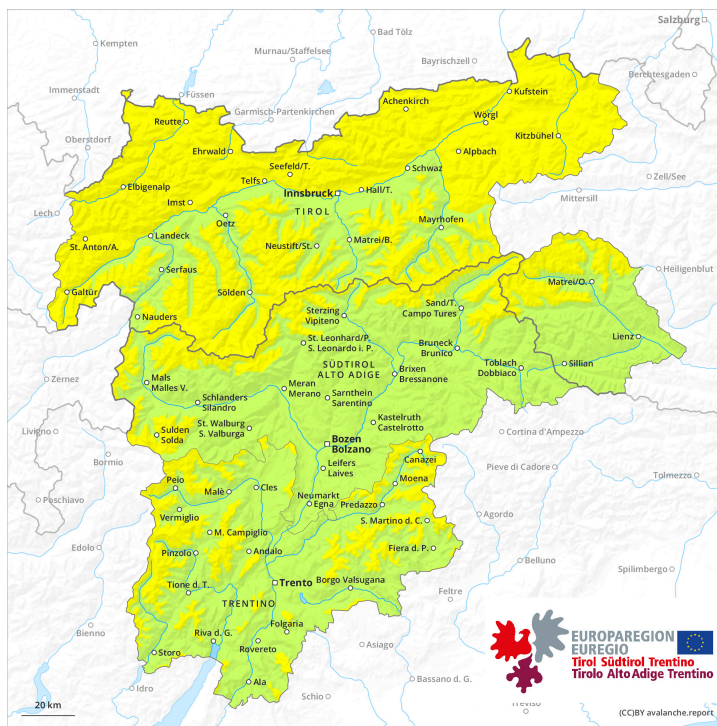 Salzburg
Kempten
Bad Tölz
Murnau/Staffelsee
Bayrischzell
Berchtesgaden
Immenstadt
Füssen
Achenkirch
Kufstein
Garmisch-Partenkirchen
Reutte
Wörgl
Oberstdorf
Ehrwald
Kitzbühel
Alpbach
Seefeld/T.
Schwaz
Telfs
Zell/See
Elbigenalp
Innsbruck
Hall/T.
Mittersill
Imst
Lech
TIROL
Oetz
Mayrhofen
St. Anton/A.
Landeck
Neustift/St.
Matrei/B.
Serfaus
Heiligenblut
Matrei/O.
Galtür
Sölden
Nauders
Sterzing
Vipiteno
Sand/T.
Campo Tures
Lienz
St. Leonhard/P.
S. Leonardo i. P.
Bruneck
Brunico
SÜDTIROL
ALTO ADIGE
Toblach
Dobbiaco
Sillian
Zernez
Mals
Malles V.
Meran
Merano
Brixen
Bressanone
Schlanders
Silandro
Sarnthein
Sarentino
St. Walburg
S. Valburga
Kastelruth
Castelrotto
Livigno
Sulden
Solda
Cortina d'Ampezzo
Bozen
Bolzano
Bormio
Canazei
Leifers
Laives
Pieve di Cadore
Tolmezzo
Poschiavo
Peio
Malè
Cles
Moena
Neumarkt
Egna
Predazzo
Vermiglio
Agordo
S. Martino d. C.
M. Campiglio
Edolo
Pinzolo
Andalo
Fiera d. P.
Belluno
Spilimbergo
Tione d. T.
Trento
Borgo Valsugana
Feltre
TRENTINO
Folgaria
Bienno
Riva d. G.
Rovereto
Storo
Asiago
EUROPAREGION
EUREGIO
Tirol Südtirol Trentino
Tirolo Alto Adige Trentino
Ala
Idro
Schio
Bassano d. G.
Treviso
20 km
(CC)BY avalanche.report